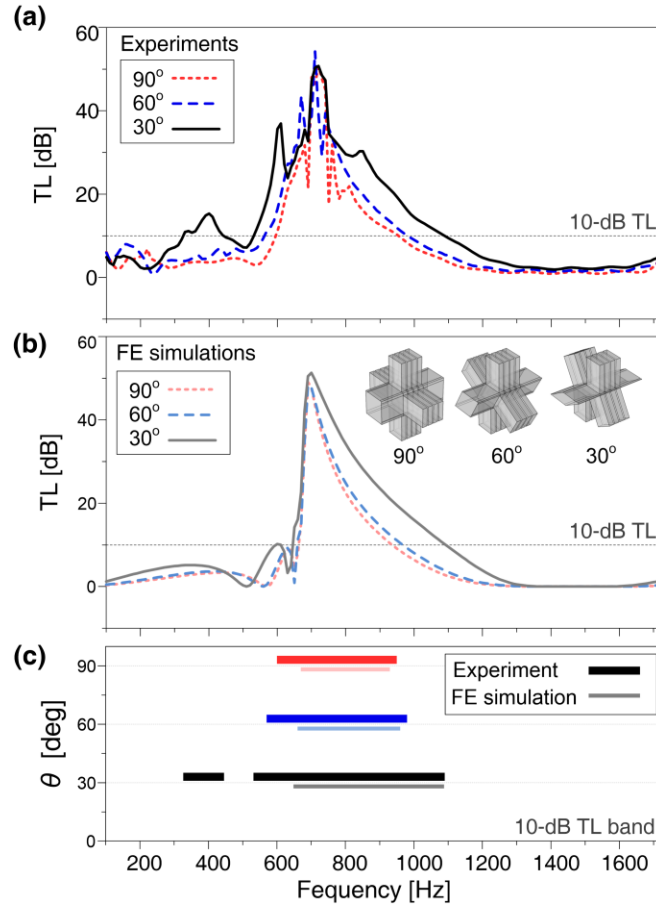 (a)
60
40
20
0
TL [dB]
Experiments
90°
60°
30°
10-dB TL
(b)
60
40
20
0
TL [dB]
FE simulations
90°
60°
30°
90°
60°
30°
10-dB TL
(c)
90
60
30
0
θ [deg]
Experiment
FE simulation
10-dB TL band
200 400 600 800 1000 1200 1400 1600
Fequency [Hz]